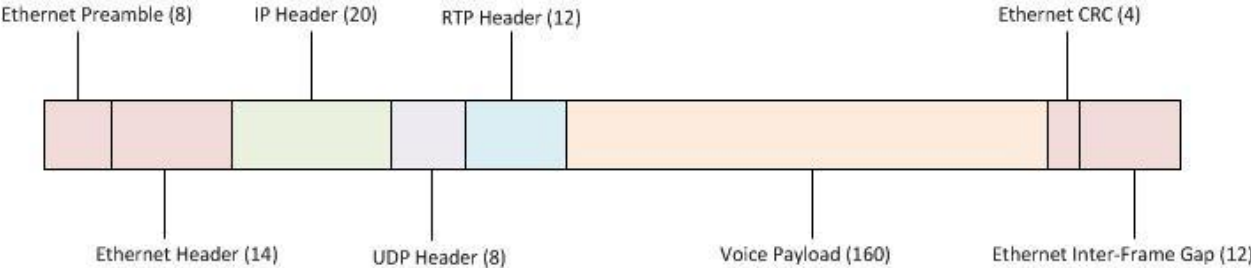 Ethernet Preamble (8)
IP Header (20)
RTP Header (12)
Ethernet CRC (4)
Ethernet Header (14)
UDP Header (8)
Voice Payload (160)
Ethernet Inter-Frame Gap (12)